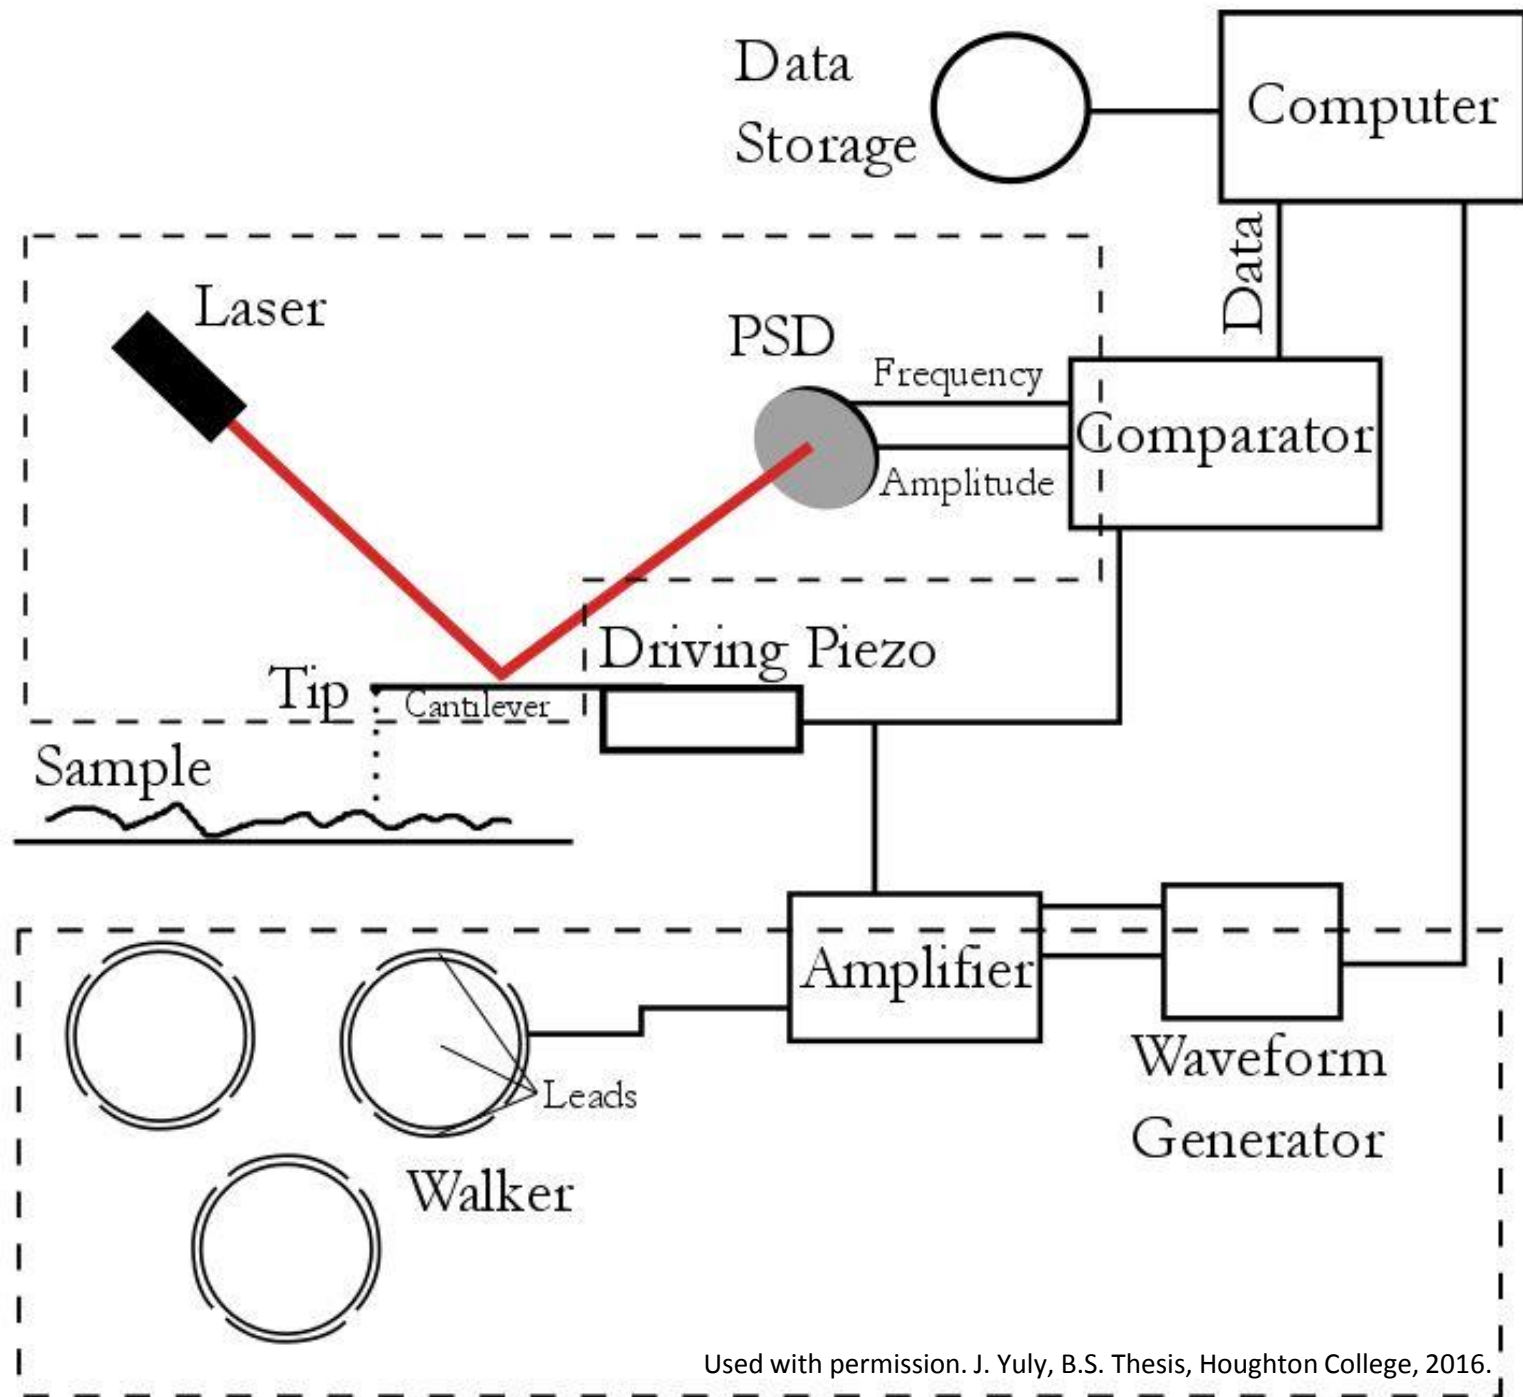 Data
Storage
Computer
Data
Laser
PSD
Frequency
Comparator
Amplitude
Driving Piezo
Tip
Cantilever
Sample
Amplifier
Waveform
Generator
Leads
Walker
Used with permission. J. Yuly, B.S. Thesis, Houghton College, 2016.